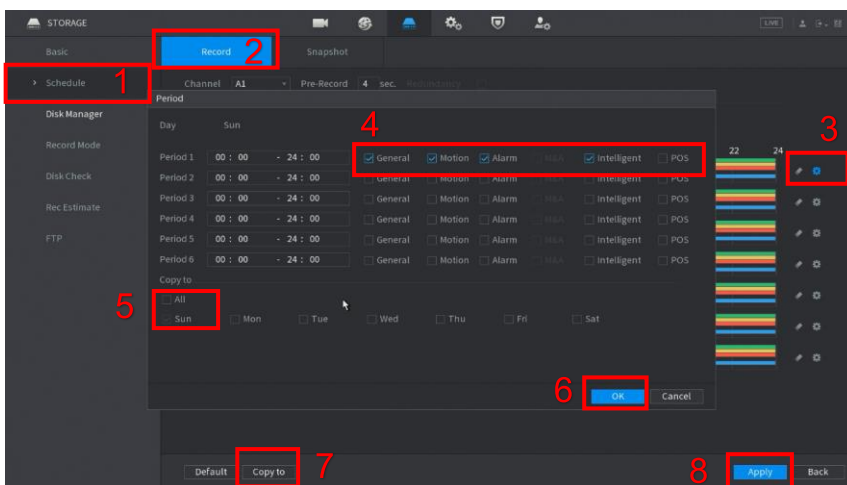 STORAGE
LIVE
Basic
Record
2
Snapshot
Schedule
1
Channel A1 Pre-Record 4 sec. Redundancy
Period
Disk Manager
4
3
Day Sun
22 24
Record Mode
Period 1 00 : 00 - 24 : 00 General Motion Alarm M&A Intelligent POS
Disk Check
Period 2 00 : 00 - 24 : 00 General Motion Alarm M&A Intelligent POS
Rec Estimate
Period 3 00 : 00 - 24 : 00 General Motion Alarm M&A Intelligent POS
Period 4 00 : 00 - 24 : 00 General Motion Alarm M&A Intelligent POS
FTP
Period 5 00 : 00 - 24 : 00 General Motion Alarm M&A Intelligent POS
Period 6 00 : 00 - 24 : 00 General Motion Alarm M&A Intelligent POS
Copy to
5
All
Sun Mon Tue Wed Thu Fri Sat
6
OK Cancel
Default Copy to
7
8
Apply Back